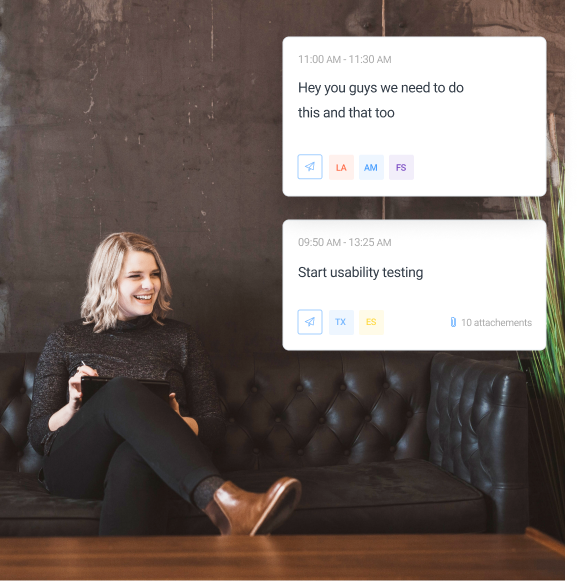 11:00 AM - 11:30 AM
Hey you guys we need to do
this and that too
LA AM FS
09:50 AM - 13:25 AM
Start usability testing
TX ES 10 attachements